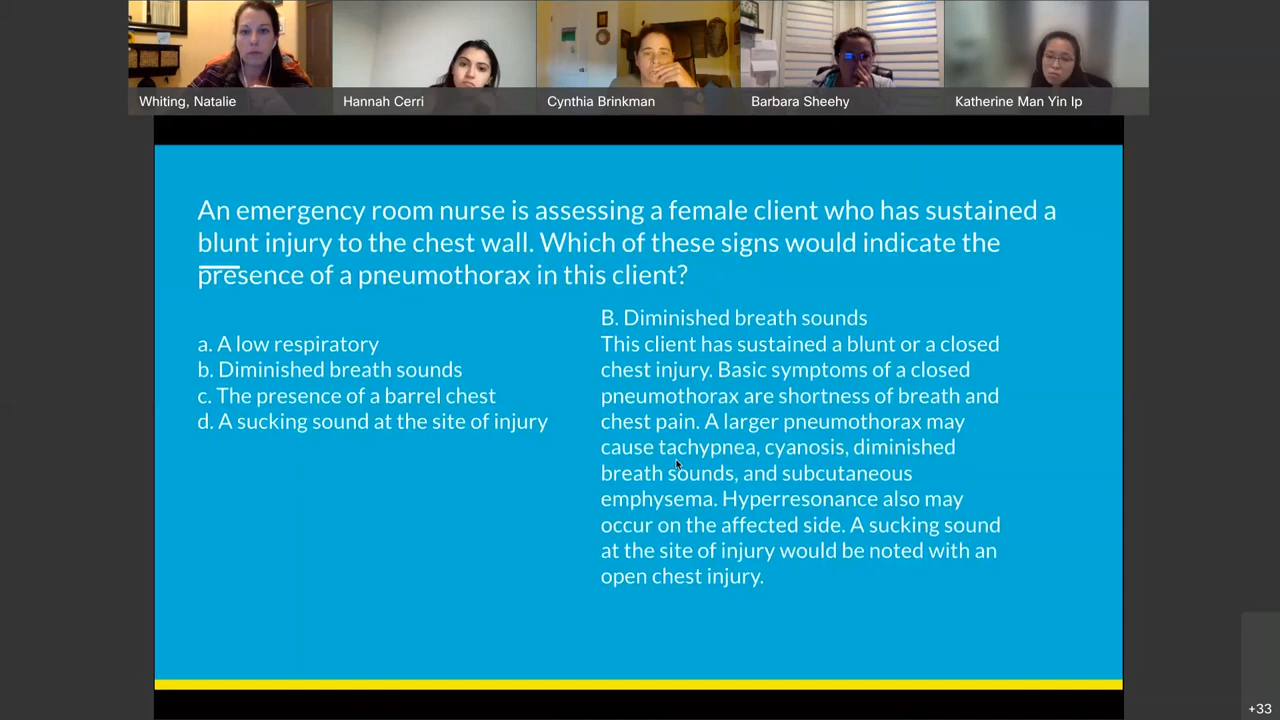 Whiting, Natalie
Hannah Cerri
Cynthia Brinkman
Barbara Sheehy
Katherine Man Yin Ip
An emergency room nurse is assessing a female client who has sustained a
blunt injury to the chest wall. Which of these signs would indicate the
presence of a pneumothorax in this client?
a. A low respiratory
b. Diminished breath sounds
c. The presence of a barrel chest
d. A sucking sound at the site of injury
B. Diminished breath sounds
This client has sustained a blunt or a closed
chest injury. Basic symptoms of a closed
pneumothorax are shortness of breath and
chest pain. A larger pneumothorax may
cause tachypnea, cyanosis, diminished
breath sounds, and subcutaneous
emphysema. Hyperresonance also may
occur on the affected side. A sucking sound
at the site of injury would be noted with an
open chest injury.
+33